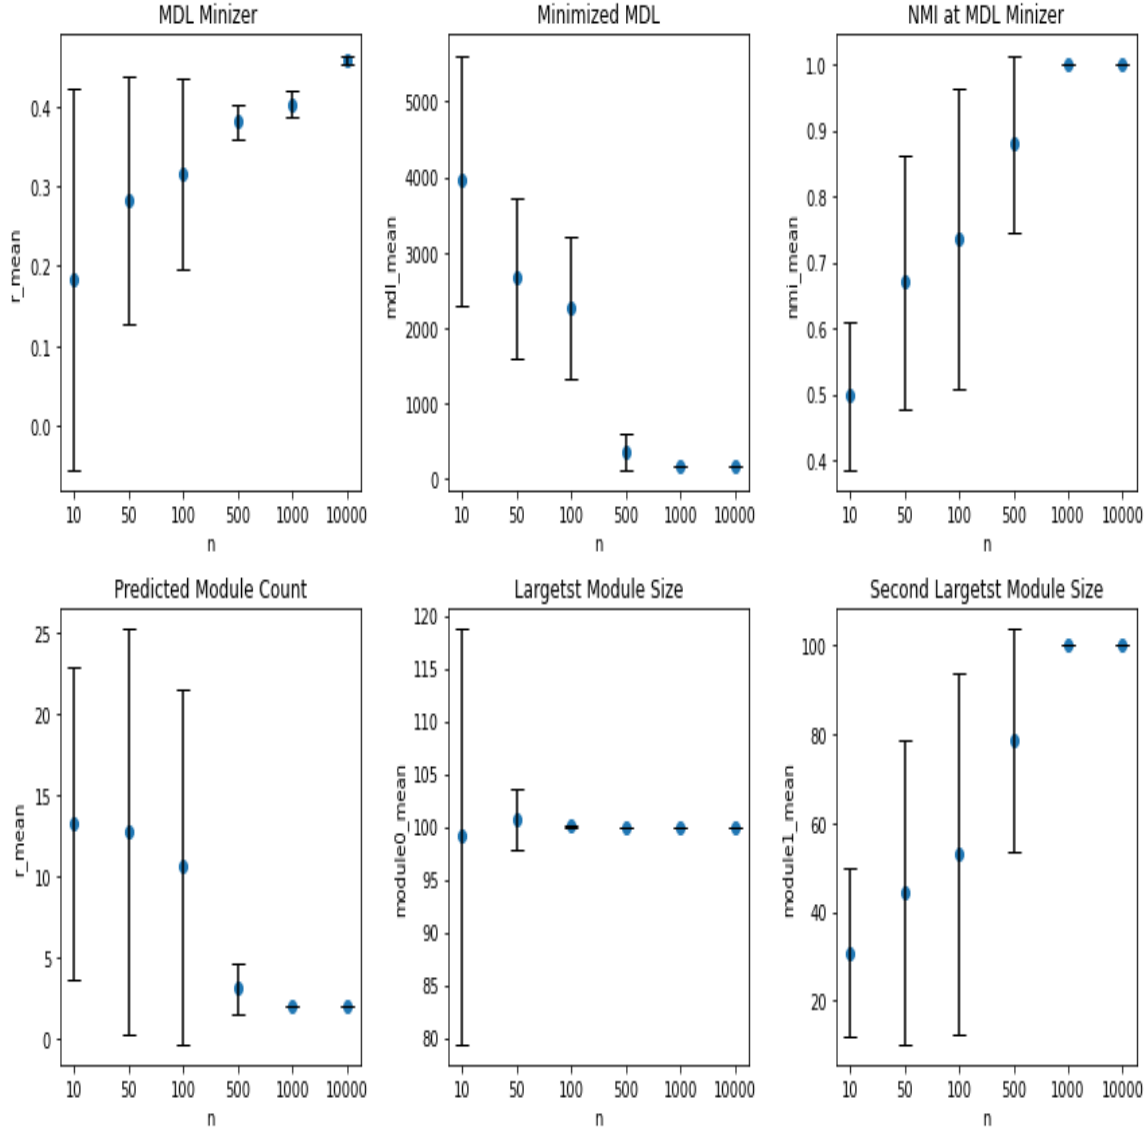 MDL Minizer
r_mean
0.4
0.3
0.2
0.1
0.0
10 50 100 500 1000 10000
n
Minimized MDL
mdl_mean
5000
4000
3000
2000
1000
0
10 50 100 500 1000 10000
n
NMI at MDL Minizer
nmi_mean
1.0
0.9
0.8
0.7
0.6
0.5
0.4
10 50 100 500 1000 10000
n
Predicted Module Count
r_mean
25
20
15
10
5
0
10 50 100 500 1000 10000
n
Largetst Module Size
module0_mean
120
115
110
105
100
95
90
85
80
10 50 100 500 1000 10000
n
Second Largetst Module Size
module1_mean
100
80
60
40
20
10 50 100 500 1000 10000
n